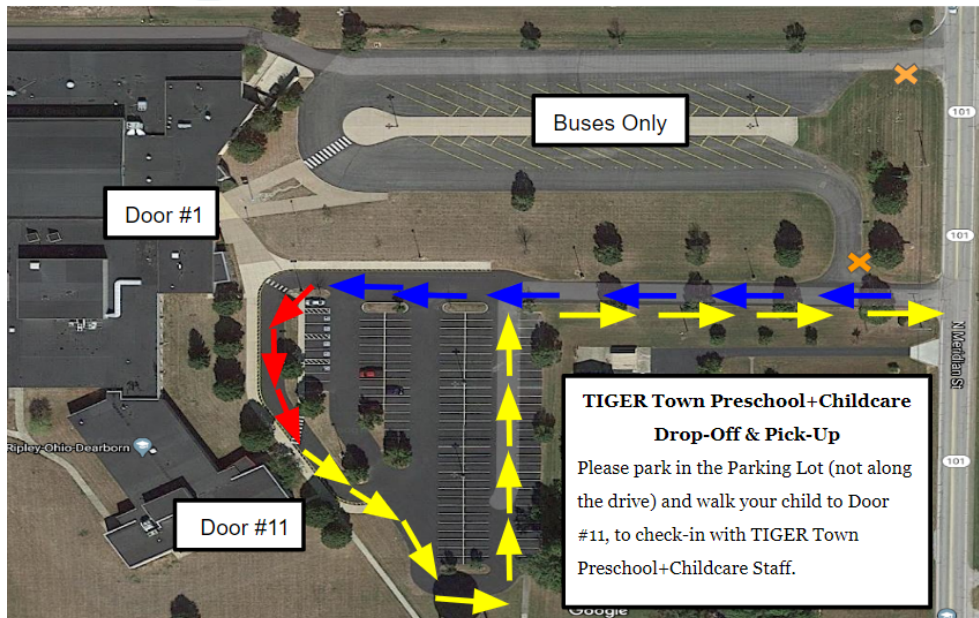 101
Buses Only
Door #1
101
N Meridian St
TIGER Town Preschool+Childcare
Drop-Off & Pick-Up
Please park in the Parking Lot (not along
the drive) and walk your child to Door
#11, to check-in with TIGER Town
Preschool+Childcare Staff.
Ripley-Ohio-Dearborn
101
Door #11
Google